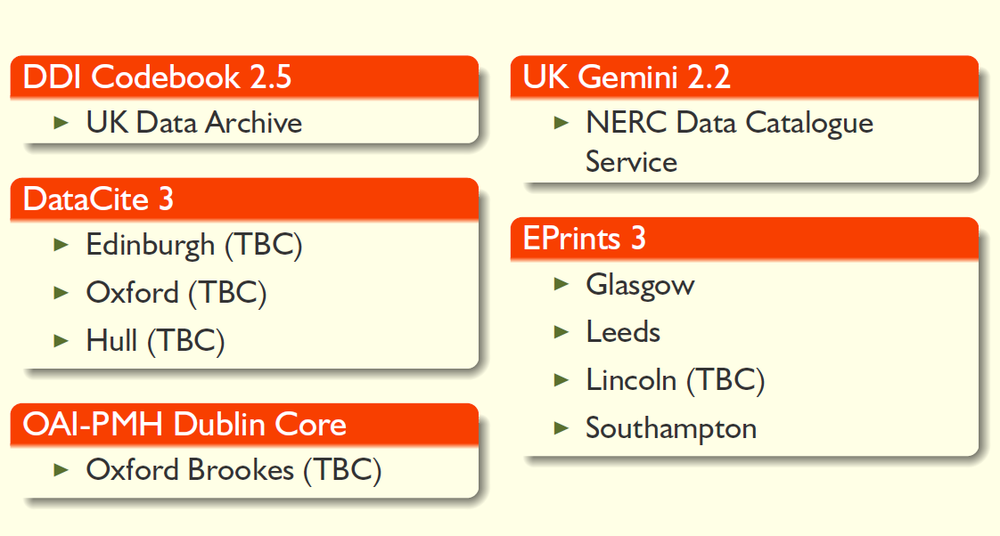 DDI Codebook 2.5
UK Data Archive
DataCite 3
Edinburgh (TBC)
Oxford (TBC)
Hull (TBC)
OAI-PMH Dublin Core
Oxford Brookes (TBC)
UK Gemini 2.2
NERC Data Catalogue
Service
EPrints 3
Glasgow
Leeds
Lincoln (TBC)
Southampton